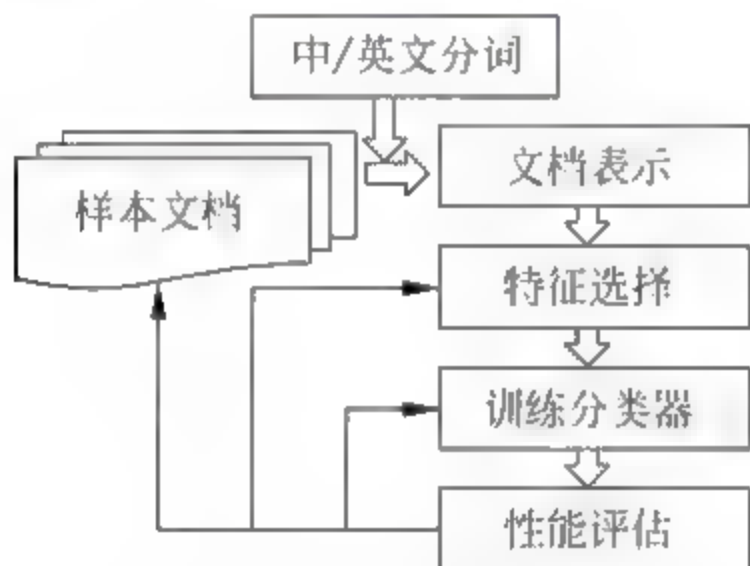 中/英文分词
样本文档
文档表示
特征选择
训练分类器
性能评估